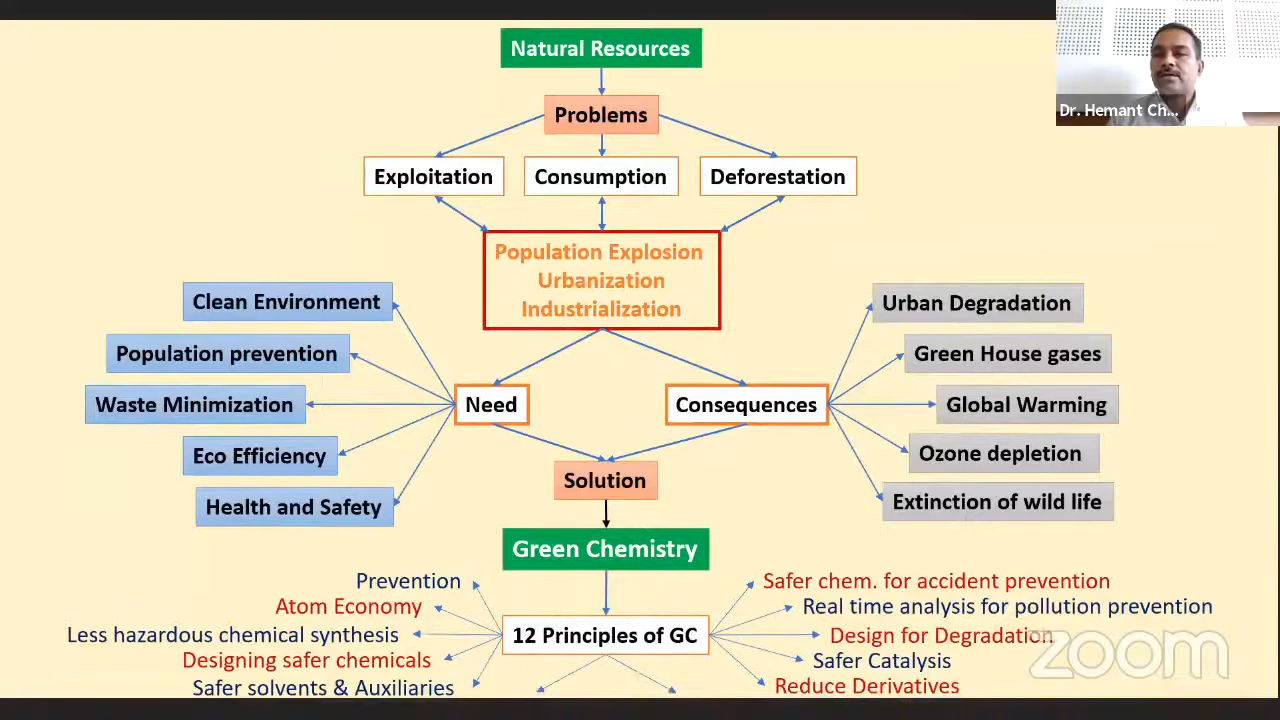 Natural Resources
Problems
Exploitation
Consumption
Deforestation
Population Explosion
Urbanization
Industrialization
Clean Environment
Population prevention
Waste Minimization
Eco Efficiency
Health and Safety
Need
Consequences
Urban Degradation
Green House gases
Global Warming
Ozone depletion
Extinction of wild life
Solution
Green Chemistry
12 Principles of GC
Prevention
Atom Economy
Less hazardous chemical synthesis
Designing safer chemicals
Safer solvents & Auxiliaries
Safer chem. for accident prevention
Real time analysis for pollution prevention
Design for Degradation
Safer Catalysis
Reduce Derivatives
Dr. Hemant Ch...
zoom